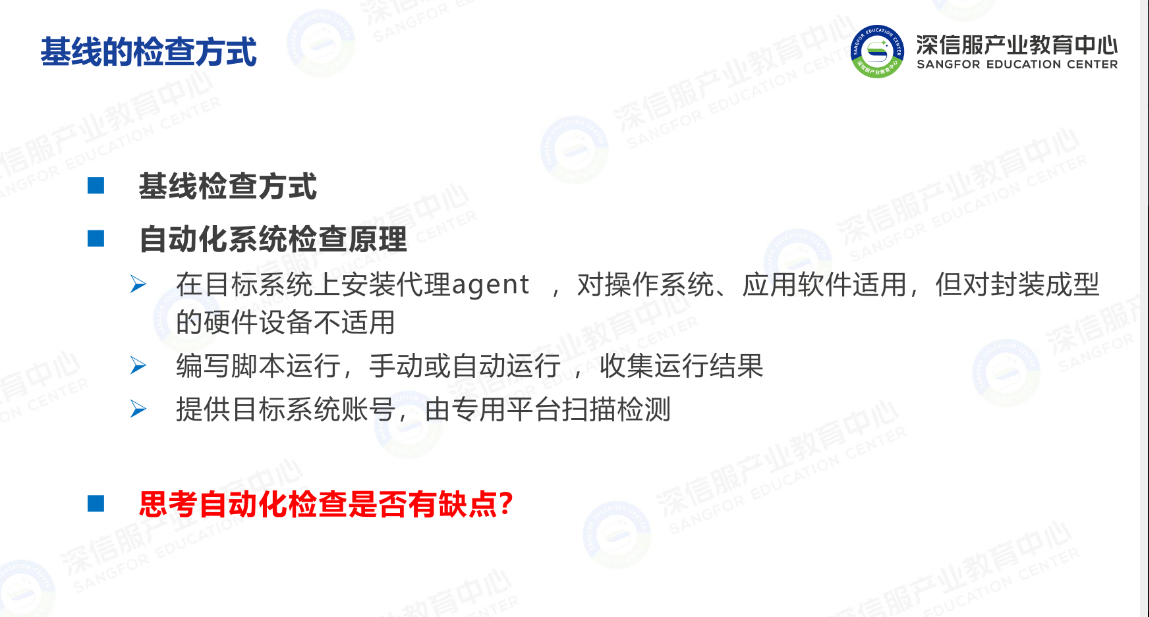 基线的检查方式
深信服产业教育中心
SANGFOR EDUCATION CENTER
基线检查方式
自动化系统检查原理
在目标系统上安装代理agent ，对操作系统、应用软件适用，但对封装成型
的硬件设备不适用
编写脚本运行，手动或自动运行 ，收集运行结果
提供目标系统账号，由专用平台扫描检测
思考自动化检查是否有缺点？